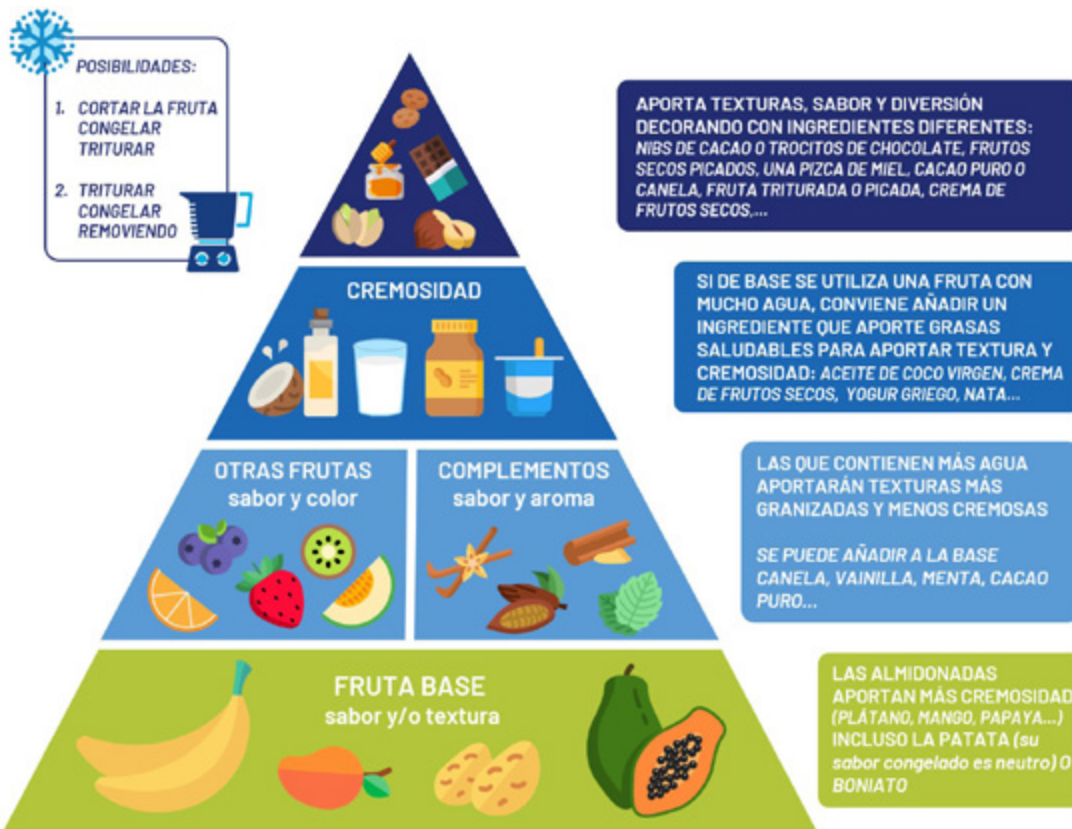 POSIBILIDADES:
1. CORTAR LA FRUTA
CONGELAR
TRITURAR
2. TRITURAR
CONGELAR
REMOVIENDO
APORTA TEXTURAS, SABOR Y DIVERSIÓN
DECORANDO CON INGREDIENTES DIFERENTES:
NIBS DE CACAO O TROCITOS DE CHOCOLATE, FRUTOS
SECOS PICADOS, UNA PIZCA DE MIEL, CACAO PURO O
CANELA, FRUTA TRITURADA O PICADA, CREMA DE
FRUTOS SECOS,...
CREMOSIDAD
SI DE BASE SE UTILIZA UNA FRUTA CON
MUCHO AGUA, CONVIENE AÑADIR UN
INGREDIENTE QUE APORTE GRASAS
SALUDABLES PARA APORTAR TEXTURA Y
CREMOSIDAD: ACEITE DE COCO VIRGEN, CREMA
DE FRUTOS SECOS, YOGUR GRIEGO, NATA...
OTRAS FRUTAS
sabor y color
COMPLEMENTOS
sabor y aroma
LAS QUE CONTIENEN MÁS AGUA
APORTARÁN TEXTURAS MÁS
GRANIZADAS Y MENOS CREMOSAS
SE PUEDE AÑADIR A LA BASE
CANELA, VAINILLA, MENTA, CACAO
PURO...
FRUTA BASE
sabor y/o textura
LAS ALMIDONADAS
APORTAN MÁS CREMOSIDAD
(PLÁTANO, MANGO, PAPAYA...)
INCLUSO LA PATATA (su
sabor congelado es neutro) O
BONIATO